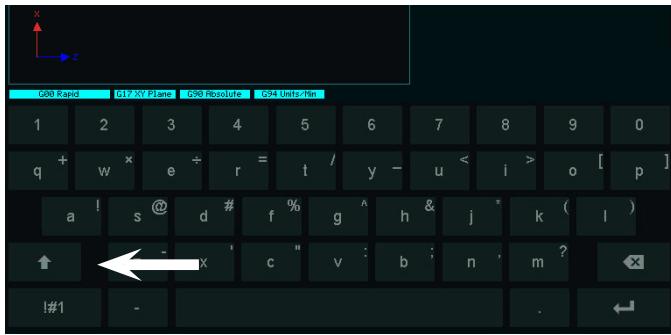 X
Z
G00 Rapid G17 XY Plane G90 Absolute G94 Units/Min
1 2 3 4 5 6 7 8 9 0
q + w × e ÷ r = t / y _ u < i > o [ p ]
a ! s @ d # f % g ^ h & j * k ( l )
- x ' c " v : b ; n , m ?
!#1 - .